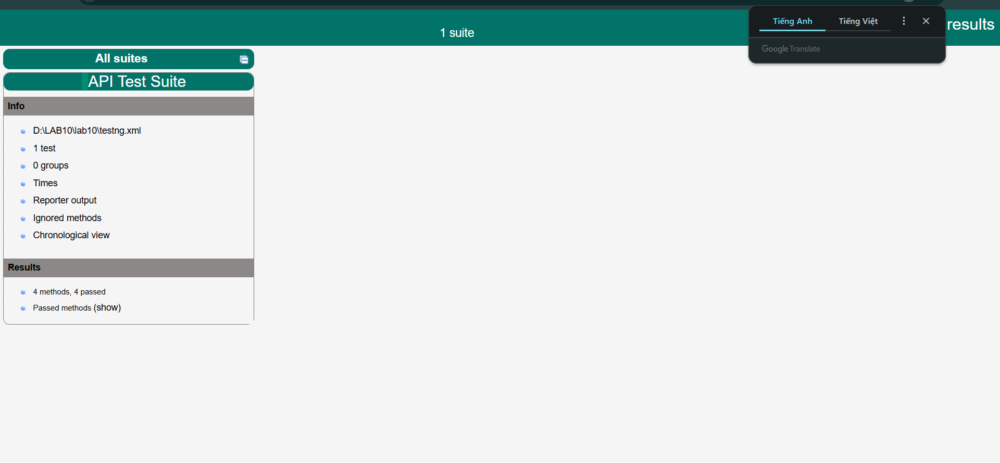 1 suite
results
Tiếng Anh
Tiếng Việt
Google Translate
All suites
API Test Suite
Info
D:\LAB10\lab10\testng.xml
1 test
0 groups
Times
Reporter output
Ignored methods
Chronological view
Results
4 methods, 4 passed
Passed methods (show)